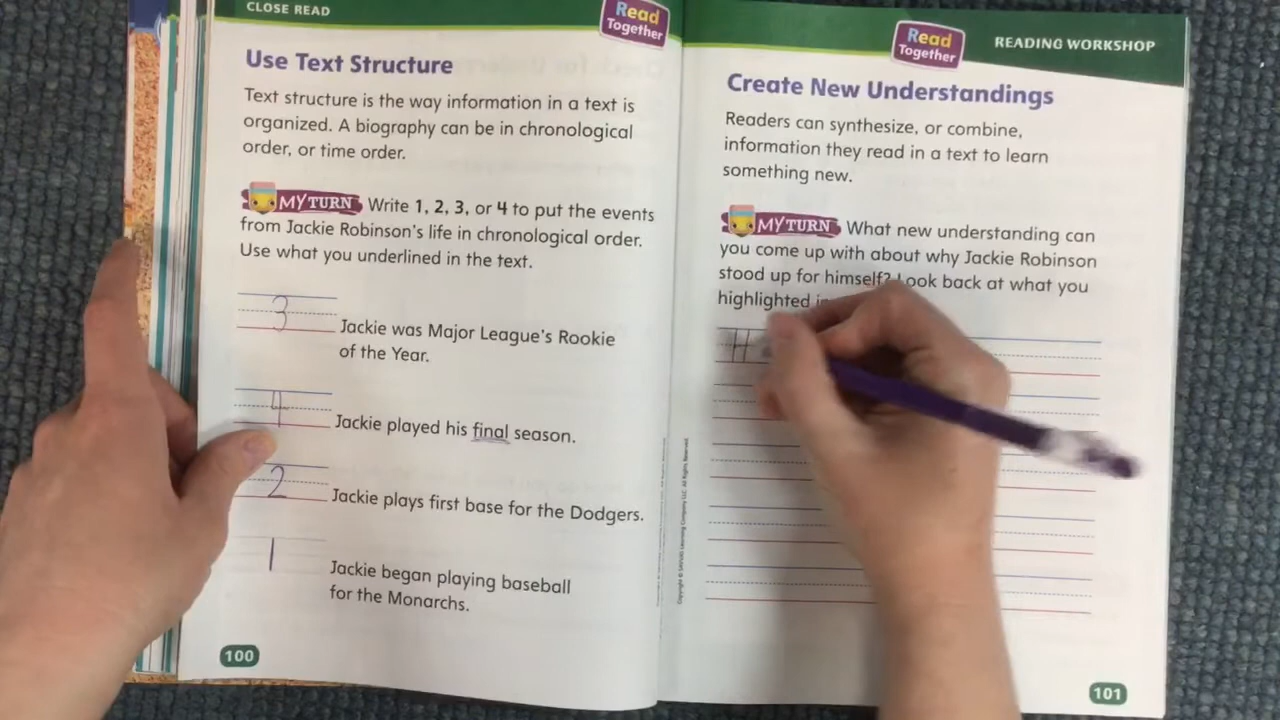 CLOSE READ
Read
Together
Use Text Structure
Text structure is the way information in a text is
organized. A biography can be in chronological
order, or time order.
MY TURN Write 1, 2, 3, or 4 to put the events
from Jackie Robinson's life in chronological order.
Use what you underlined in the text.
3 Jackie was Major League's Rookie
of the Year.
4 Jackie played his final season.
2 Jackie plays first base for the Dodgers.
1 Jackie began playing baseball
for the Monarchs.
100
Read
Together
READING WORKSHOP
Create New Understandings
Readers can synthesize, or combine,
information they read in a text to learn
something new.
MY TURN What new understanding can
you come up with about why Jackie Robinson
stood up for himself? Look back at what you
highlighted
H
101